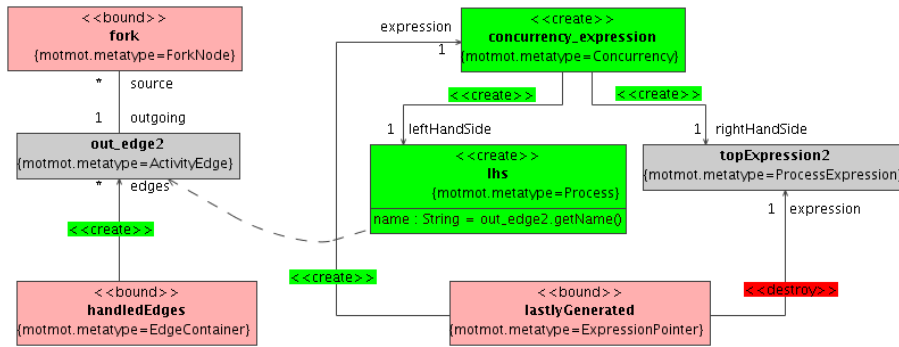 <<bound>>
fork
{motmot.metatype=ForkNode}
* source
1 outgoing
out_edge2
{motmot.metatype=ActivityEdge}
* edges
<<create>>
<<bound>>
handledEdges
{motmot.metatype=EdgeContainer}
expression
1
<<create>>
concurrency_expression
{motmot.metatype=Concurrency}
<<create>>
<<create>>
1 leftHandSide
1 rightHandSide
<<create>>
lhs
{motmot.metatype=Process}
name : String = out_edge2.getName()
topExpression2
{motmot.metatype=ProcessExpression}
1 expression
<<create>>
<<destroy>>
<<bound>>
lastlyGenerated
{motmot.metatype=ExpressionPointer}